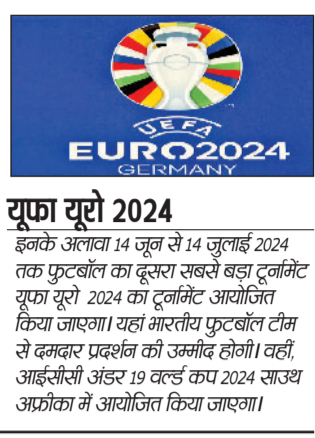 UEFA
EURO2024
GERMANY
यूफा यूरो 2024
इनके अलावा 14 जून से 14 जुलाई 2024
तक फुटबॉल का दूसरा सबसे बड़ा टूर्नामेंट
यूफा यूरो 2024 का टूर्नामेंट आयोजित
किया जाएगा। यहां भारतीय फुटबॉल टीम
से दमदार प्रदर्शन की उम्मीद होगी। वहीं,
आईसीसी अंडर 19 वर्ल्ड कप 2024 साउथ
अफ्रीका में आयोजित किया जाएगा।